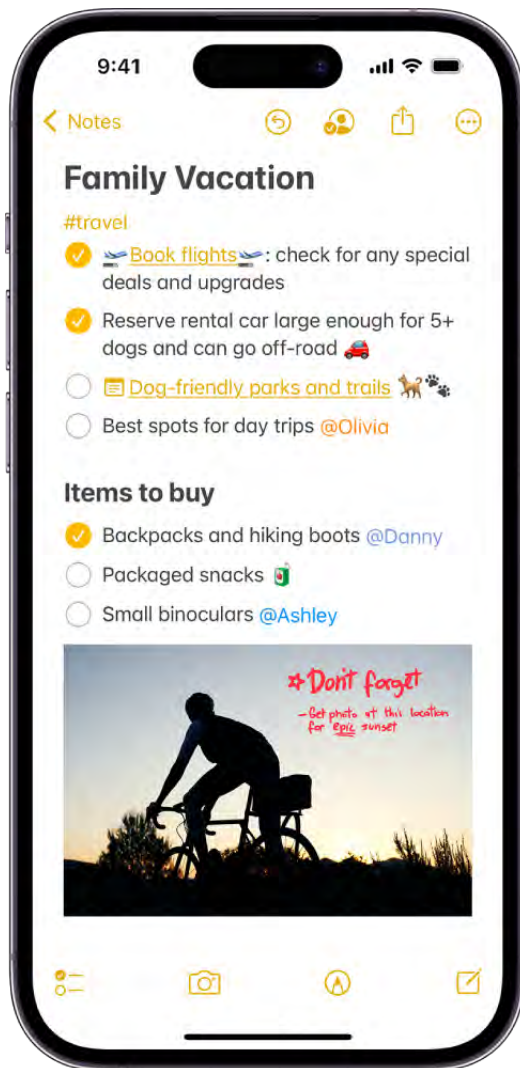 9:41
Notes
Family Vacation
#travel
🛫Book flights🛫: check for any special
deals and upgrades
Reserve rental car large enough for 5+
dogs and can go off-road 🚗
Dog-friendly parks and trails 🐕🐾
Best spots for day trips @Olivia
Items to buy
Backpacks and hiking boots @Danny
Packaged snacks 🧃
Small binoculars @Ashley
☆Don't forget
- Get photo at this location
for epic sunset